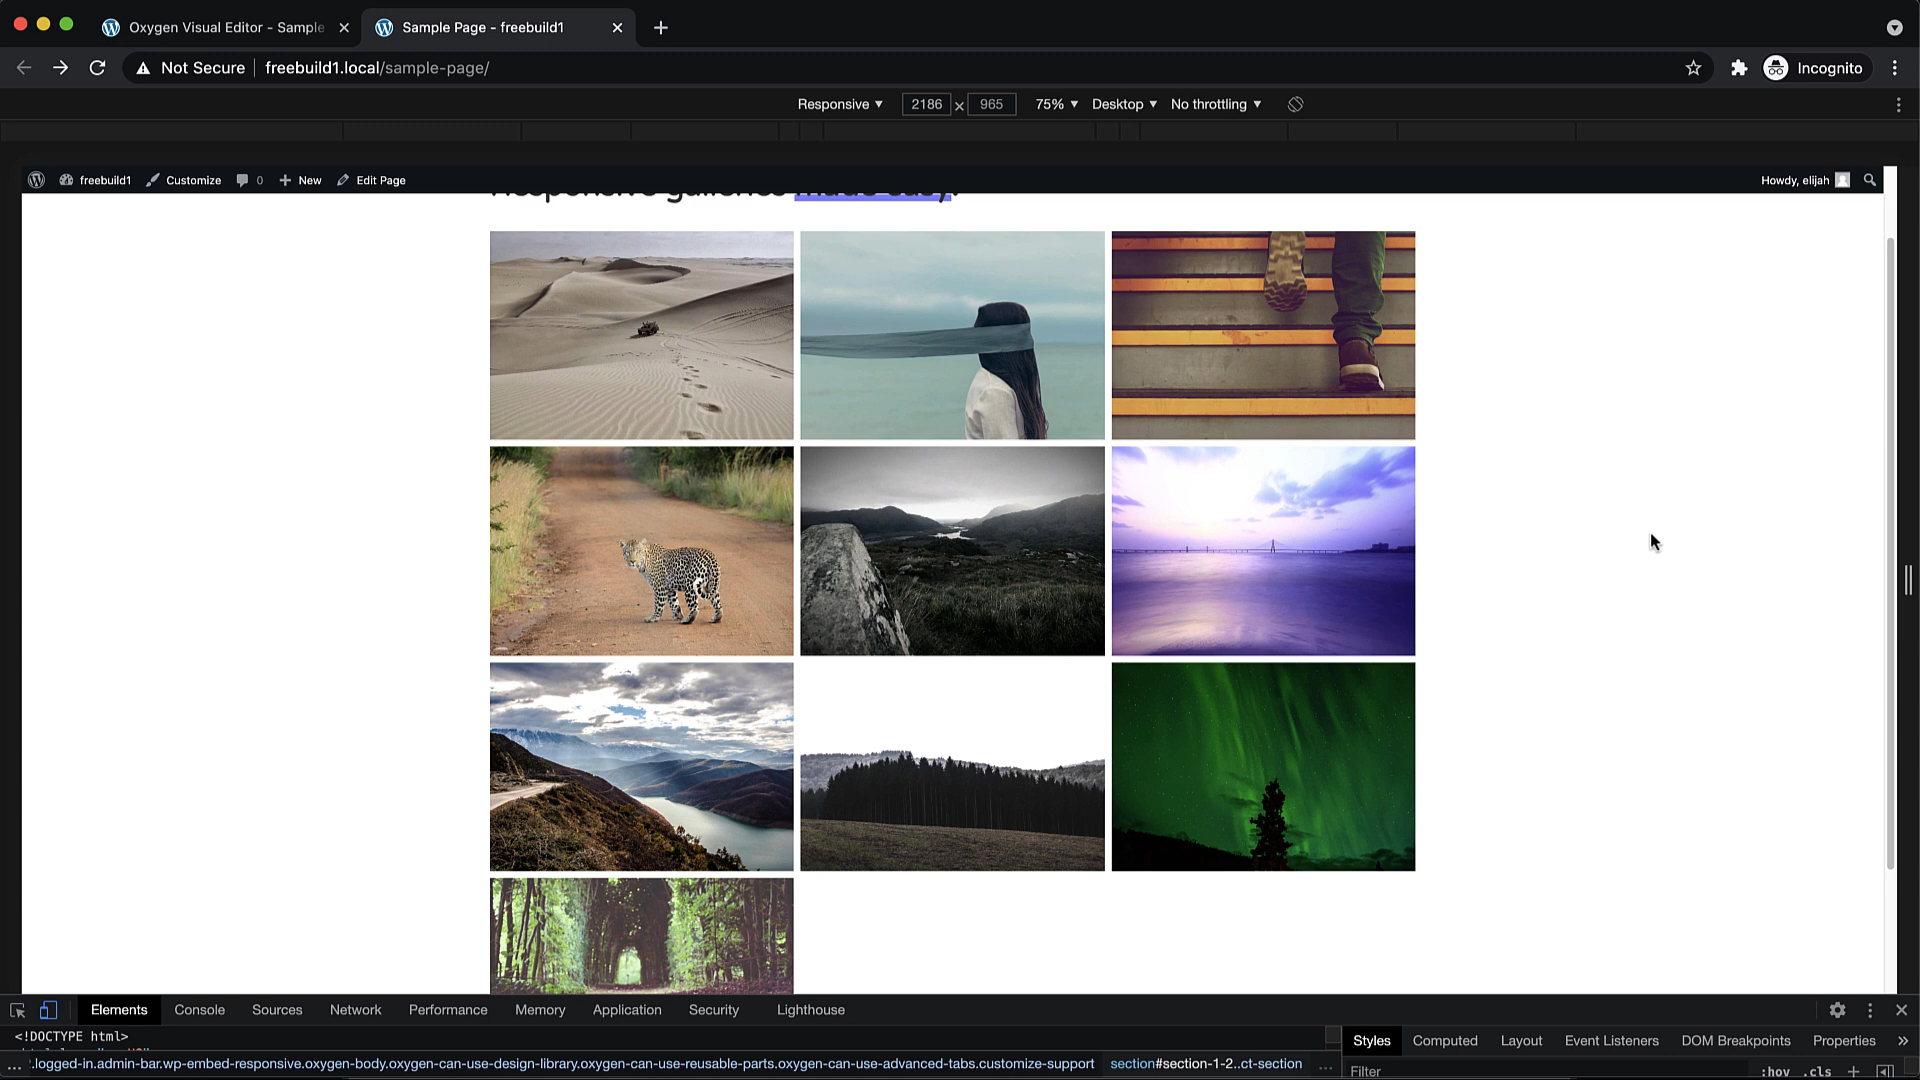 Oxygen Visual Editor - Sample
Sample Page - freebuild1
Not Secure freebuild1.local/sample-page/
Incognito
Responsive 2186 × 965 75% Desktop No throttling
freebuild1 Customize 0 New Edit Page
Howdy, elijah
Responsive galleries made easy.
Elements Console Sources Network Performance Memory Application Security Lighthouse
<!DOCTYPE html>
... .logged-in.admin-bar.wp-embed-responsive.oxygen-body.oxygen-can-use-design-library.oxygen-can-use-reusable-parts.oxygen-can-use-advanced-tabs.customize-support section#section-1-2..ct-section ...
Styles Computed Layout Event Listeners DOM Breakpoints Properties »
Filter :hov .cls +